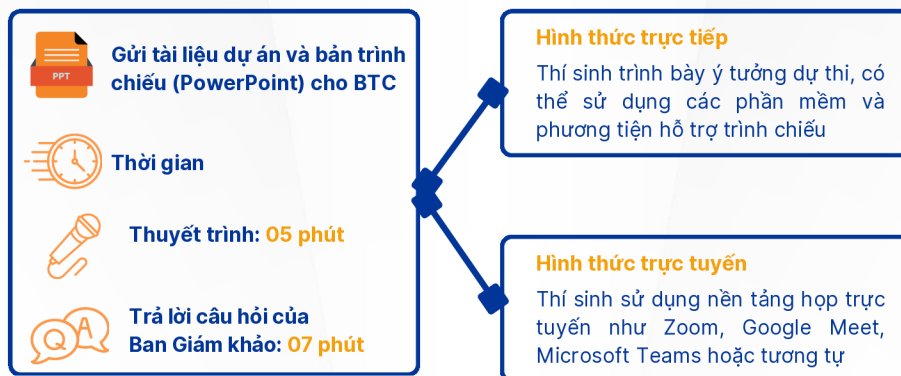 PPT
Gửi tài liệu dự án và bản trình
chiếu (PowerPoint) cho BTC
Thời gian
Thuyết trình: 05 phút
Q A
Trả lời câu hỏi của
Ban Giám khảo: 07 phút
Hình thức trực tiếp
Thí sinh trình bày ý tưởng dự thi, có
thể sử dụng các phần mềm và
phương tiện hỗ trợ trình chiếu
Hình thức trực tuyến
Thí sinh sử dụng nền tảng họp trực
tuyến như Zoom, Google Meet,
Microsoft Teams hoặc tương tự